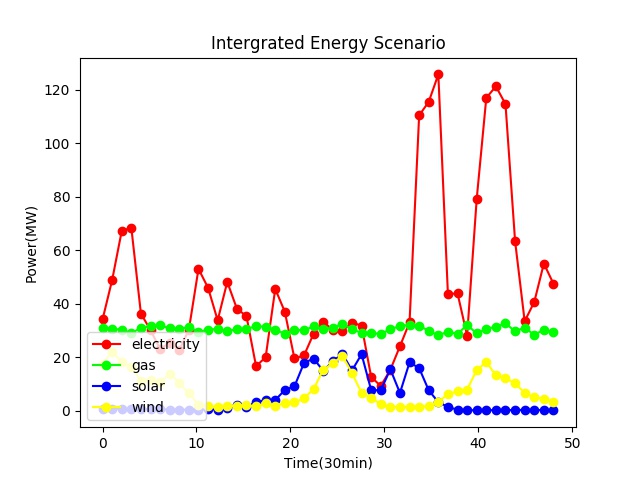 Intergrated Energy Scenario
Power(MW)
120
100
80
60
40
20
0
electricity
gas
solar
wind
0 10 20 30 40 50
Time(30min)